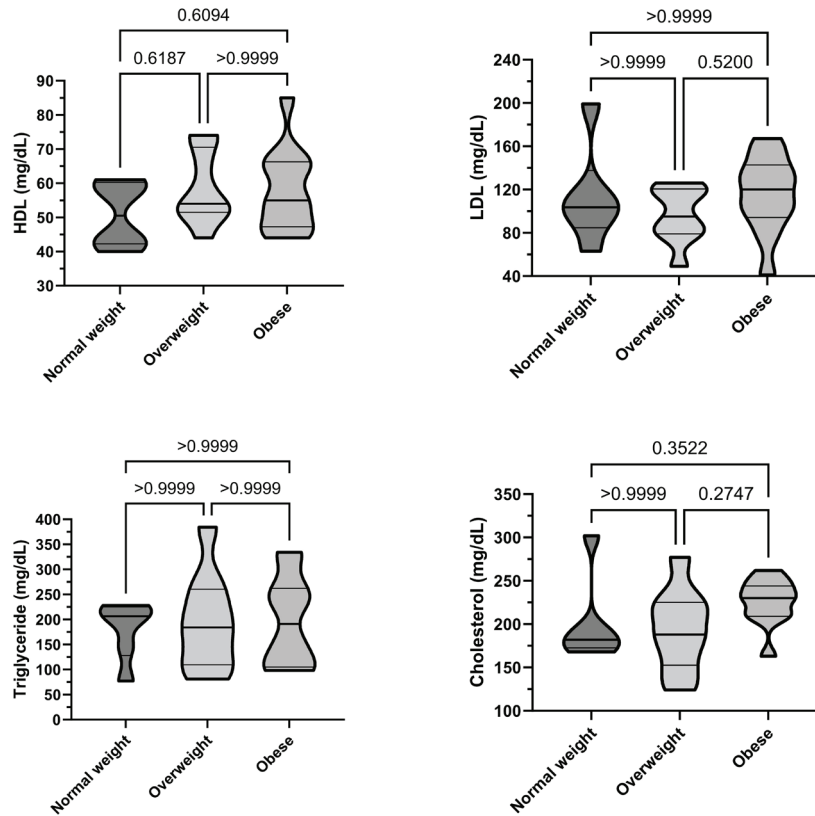 0.6094
0.6187 >0.9999
HDL (mg/dL)
90
80
70
60
50
40
30
Normal weight
Overweight
Obese
>0.9999
>0.9999 0.5200
LDL (mg/dL)
240
200
160
120
80
40
Normal weight
Overweight
Obese
>0.9999
>0.9999 >0.9999
Triglyceride (mg/dL)
400
350
300
250
200
150
100
50
0
Normal weight
Overweight
Obese
0.3522
>0.9999 0.2747
Cholesterol (mg/dL)
350
300
250
200
150
100
Normal weight
Overweight
Obese